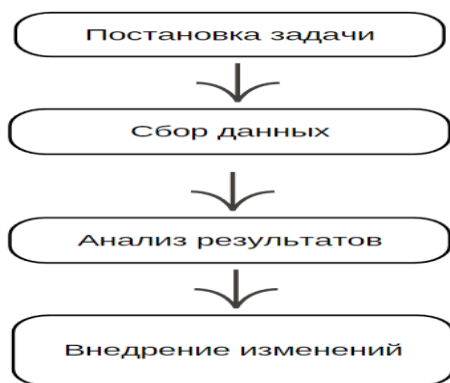 Постановка задачи
Сбор данных
Анализ результатов
Внедрение изменений